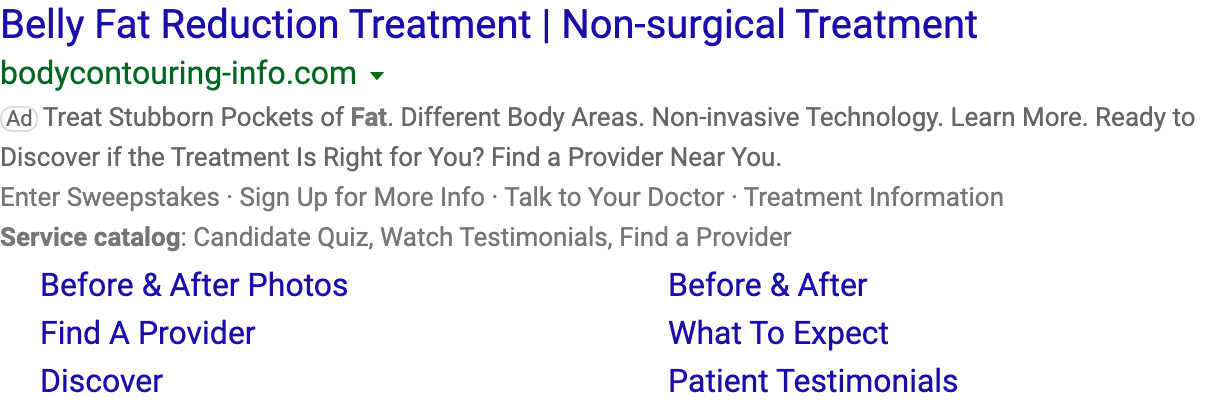 Belly Fat Reduction Treatment | Non-surgical Treatment
bodycontouring-info.com
Ad Treat Stubborn Pockets of Fat. Different Body Areas. Non-invasive Technology. Learn More. Ready to
Discover if the Treatment Is Right for You? Find a Provider Near You.
Enter Sweepstakes · Sign Up for More Info · Talk to Your Doctor · Treatment Information
Service catalog: Candidate Quiz, Watch Testimonials, Find a Provider
Before & After Photos
Before & After
Find A Provider
What To Expect
Discover
Patient Testimonials